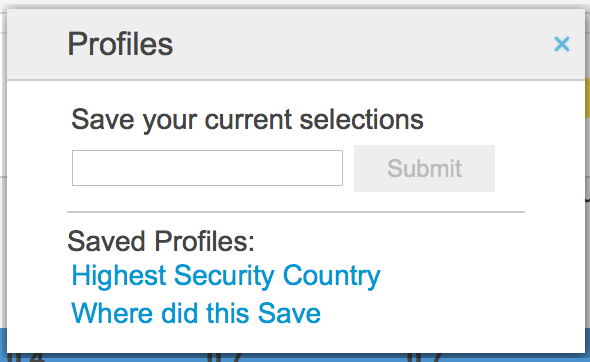 Profiles
×
Save your current selections
Submit
Saved Profiles:
Highest Security Country
Where did this Save